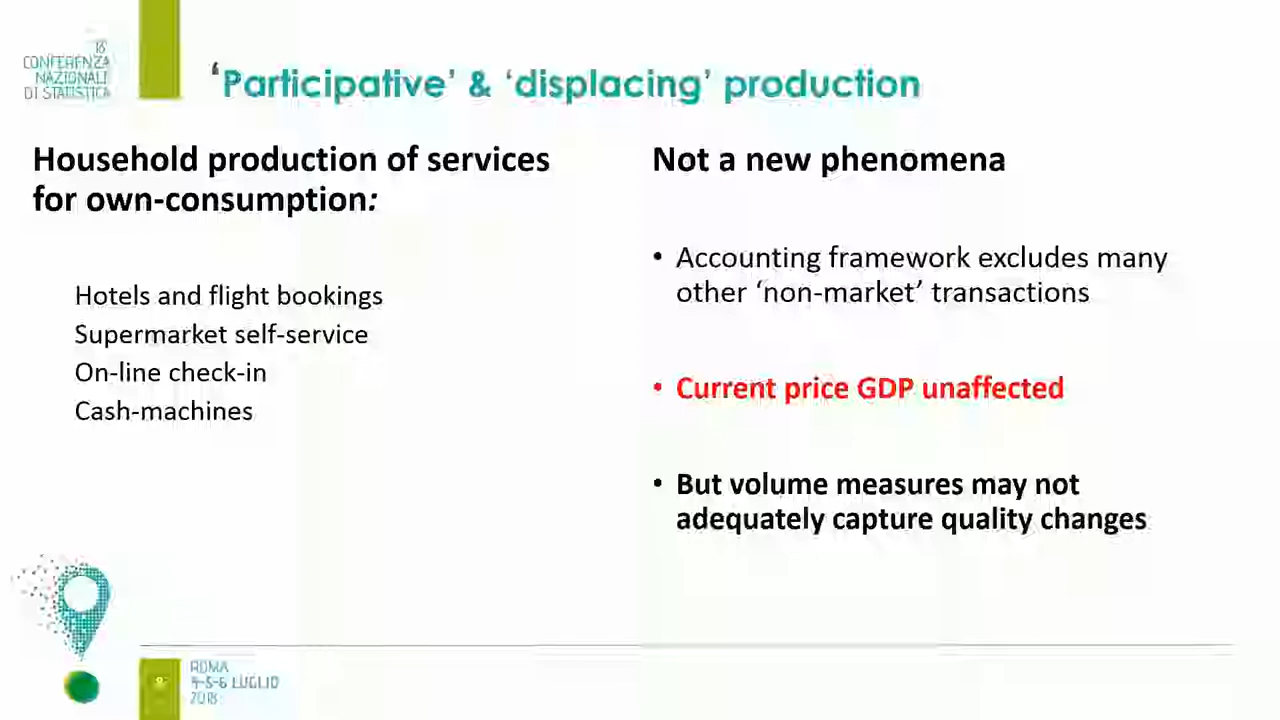 13
CONFERENZA
NAZIONALE
DI STATISTICA
‘Participative’ & ‘displacing’ production
Household production of services
for own-consumption:
Hotels and flight bookings
Supermarket self-service
On-line check-in
Cash-machines
Not a new phenomena
• Accounting framework excludes many
other ‘non-market’ transactions
• Current price GDP unaffected
• But volume measures may not
adequately capture quality changes
ROMA
4-5-6 LUGLIO
2018